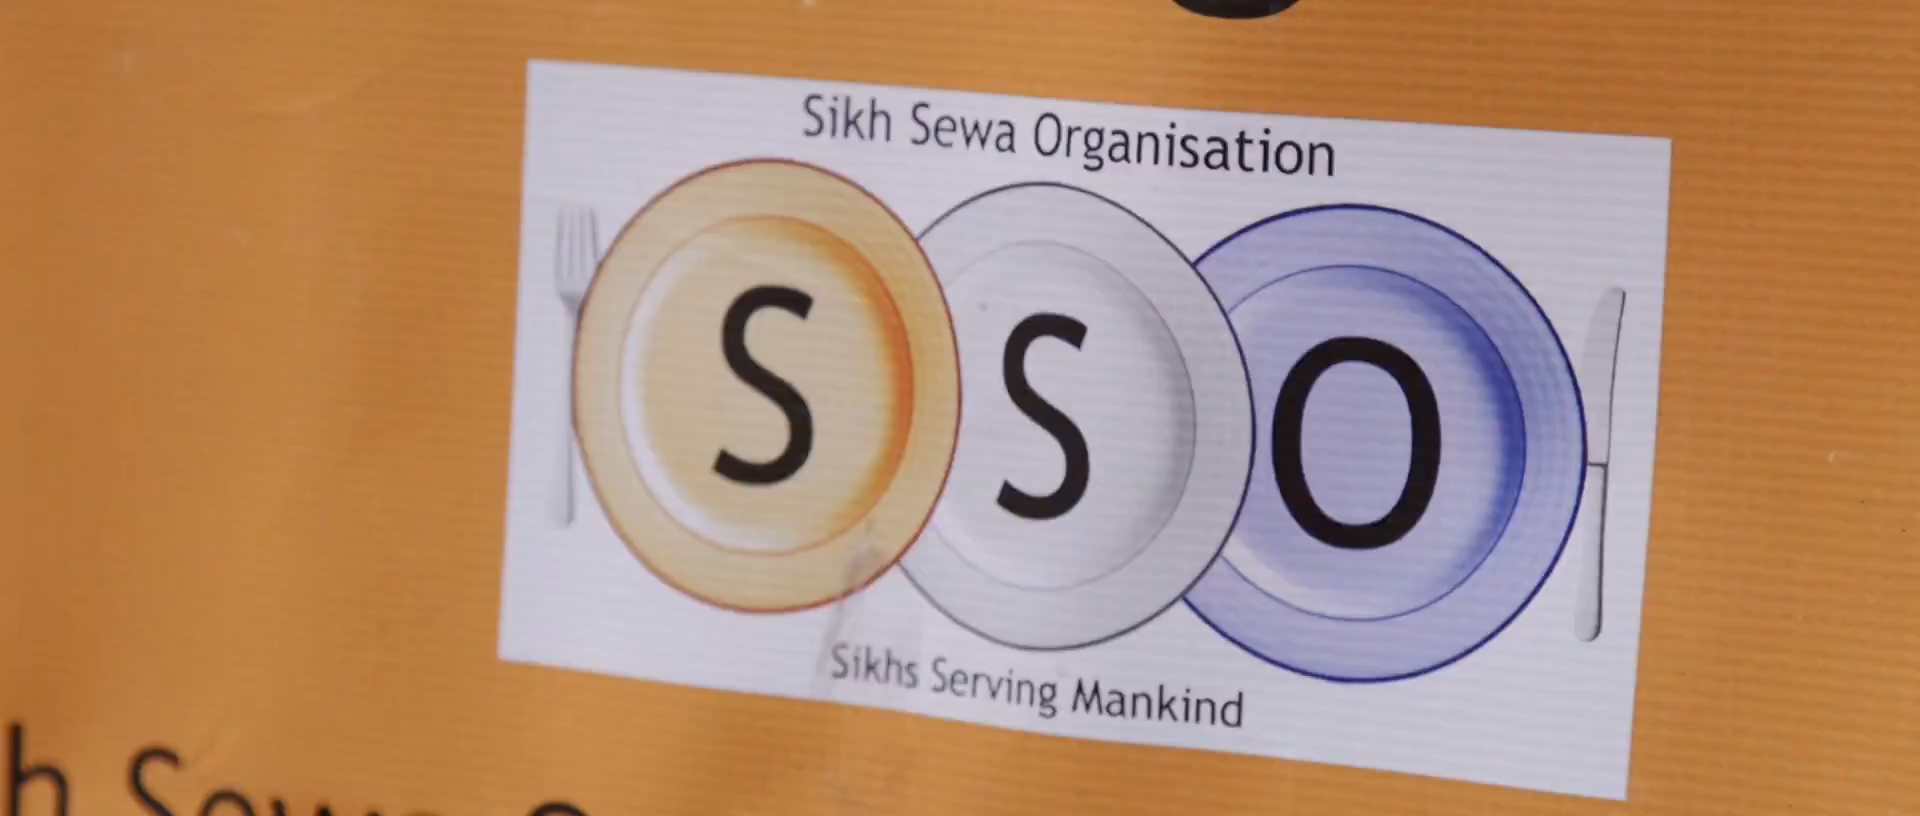 Sikh Sewa Organisation
S S O
Sikhs Serving Mankind